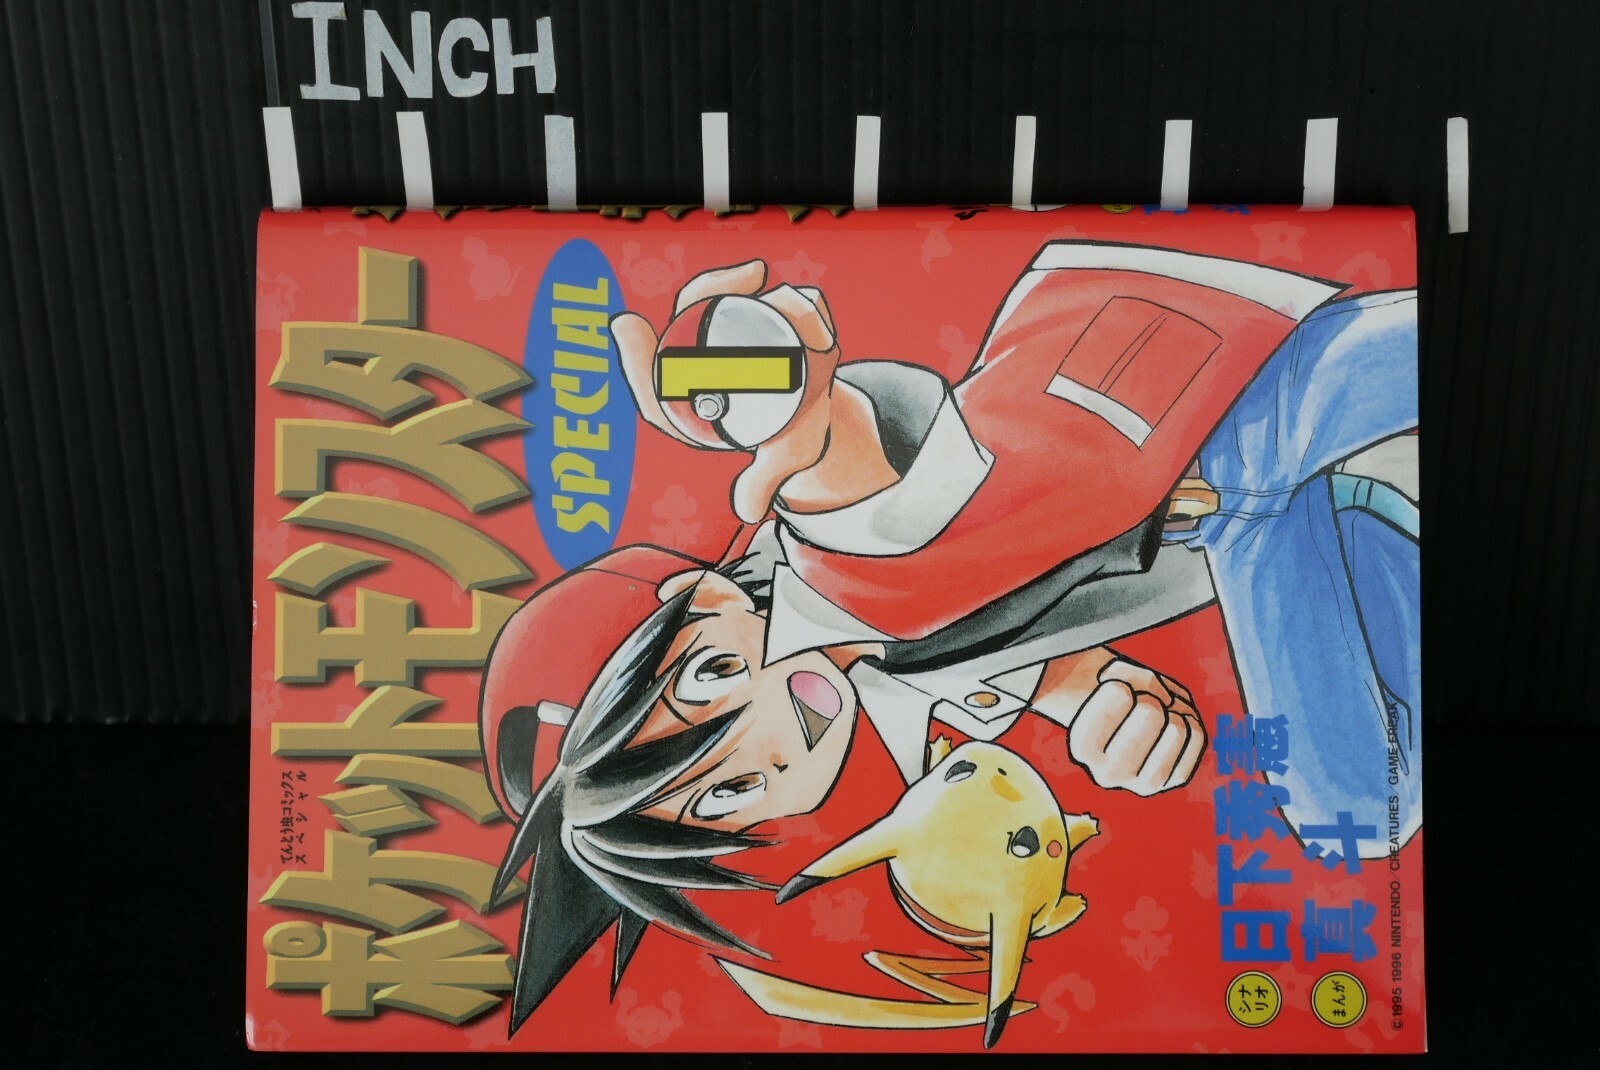 INCH
てんとう虫コミックス
スペシャル
ポケットモンスター
SPECIAL
1
シナリオ
日下秀憲
まんが
真斗
©1995 1996 NINTENDO/CREATURES/GAME FREAK